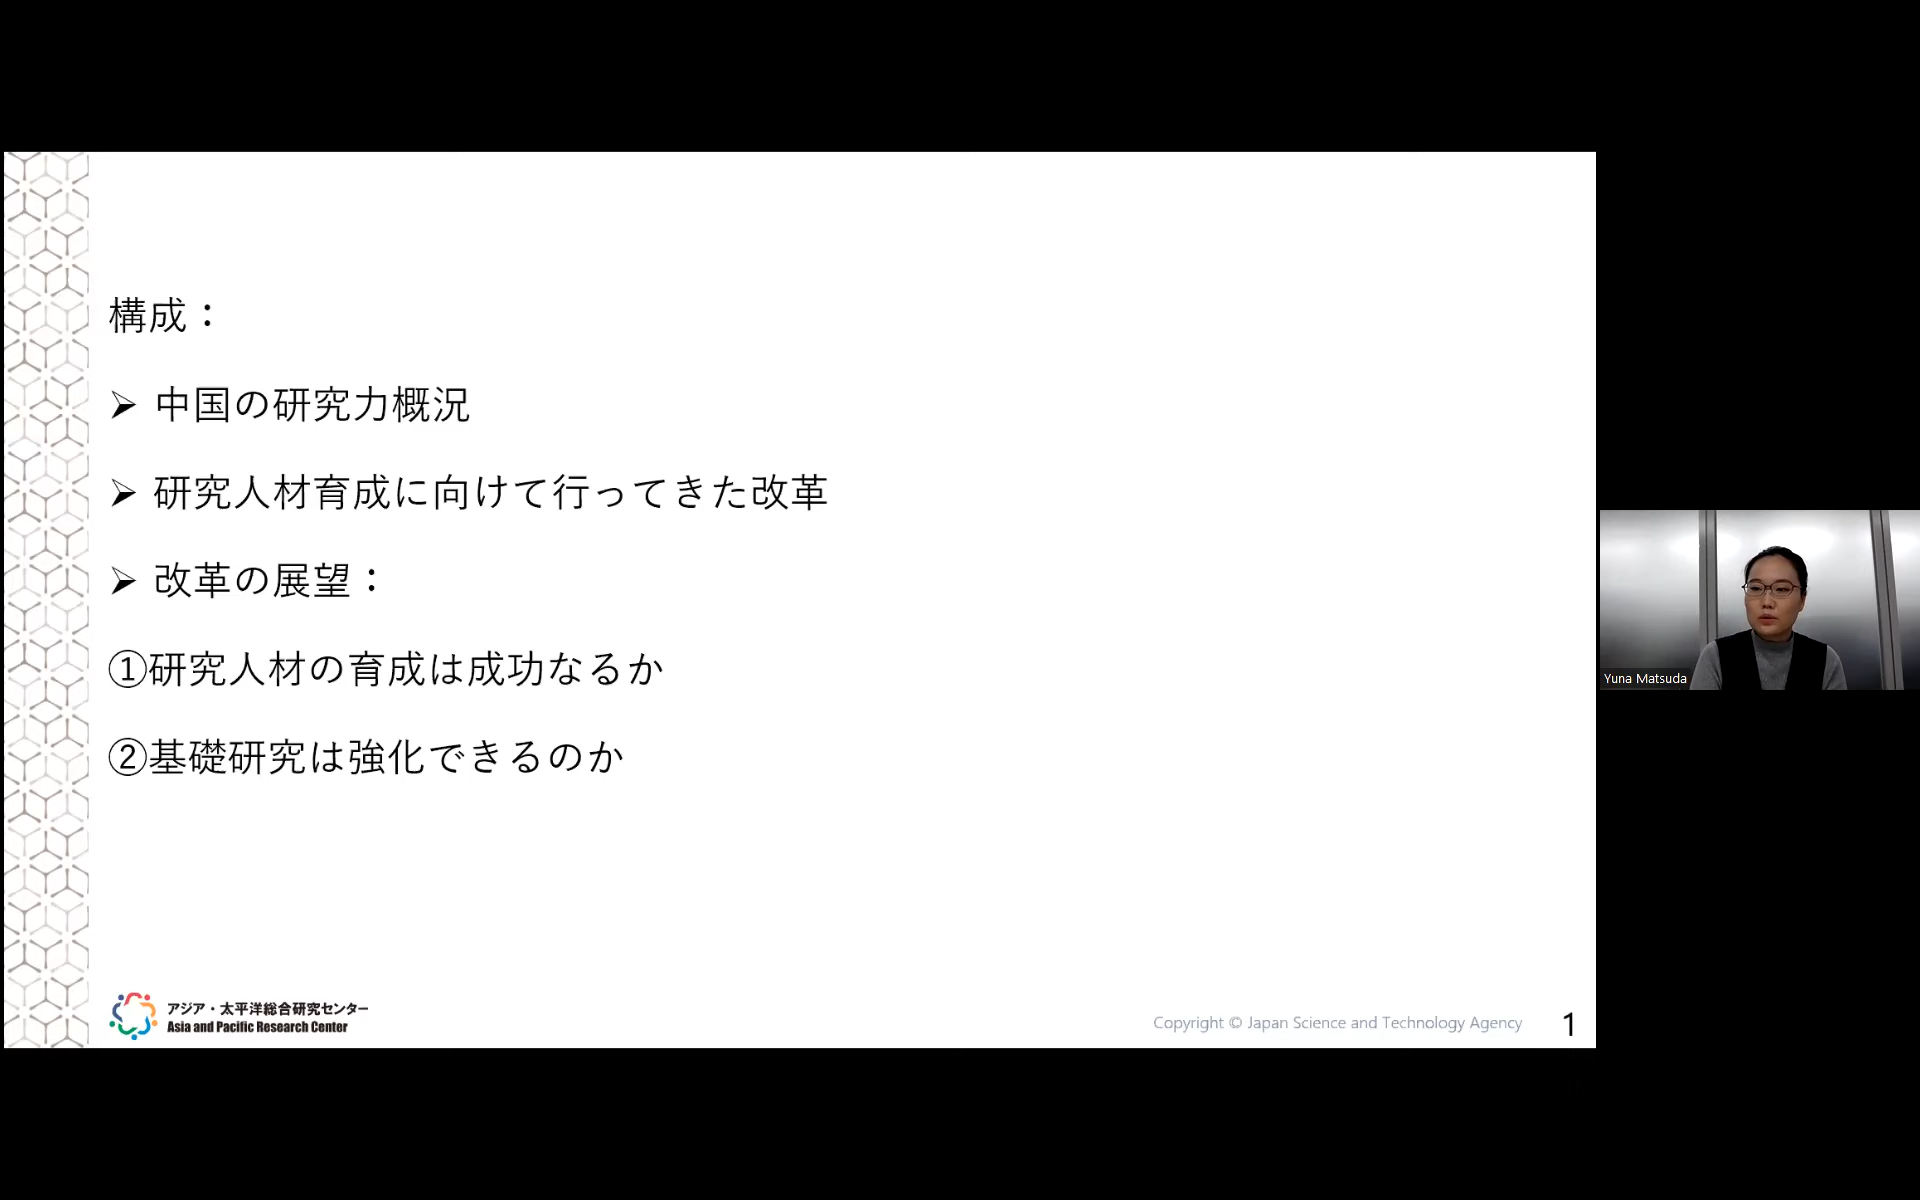 構成：
➢ 中国の研究力概況
➢ 研究人材育成に向けて行ってきた改革
➢ 改革の展望：
①研究人材の育成は成功なるか
②基礎研究は強化できるのか
アジア・太平洋総合研究センター
Asia and Pacific Research Center
Copyright © Japan Science and Technology Agency
1
Yuna Matsuda